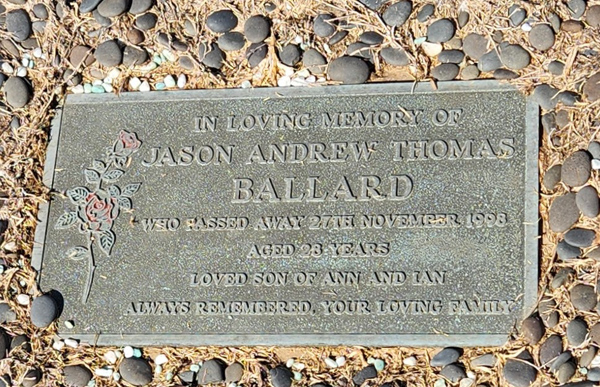 IN LOVING MEMORY OF
JASON ANDREW THOMAS
BALLARD
WHO PASSED AWAY 27TH NOVEMBER 1998
AGED 28 YEARS
LOVED SON OF ANN AND IAN
ALWAYS REMEMBERED, YOUR LOVING FAMILY